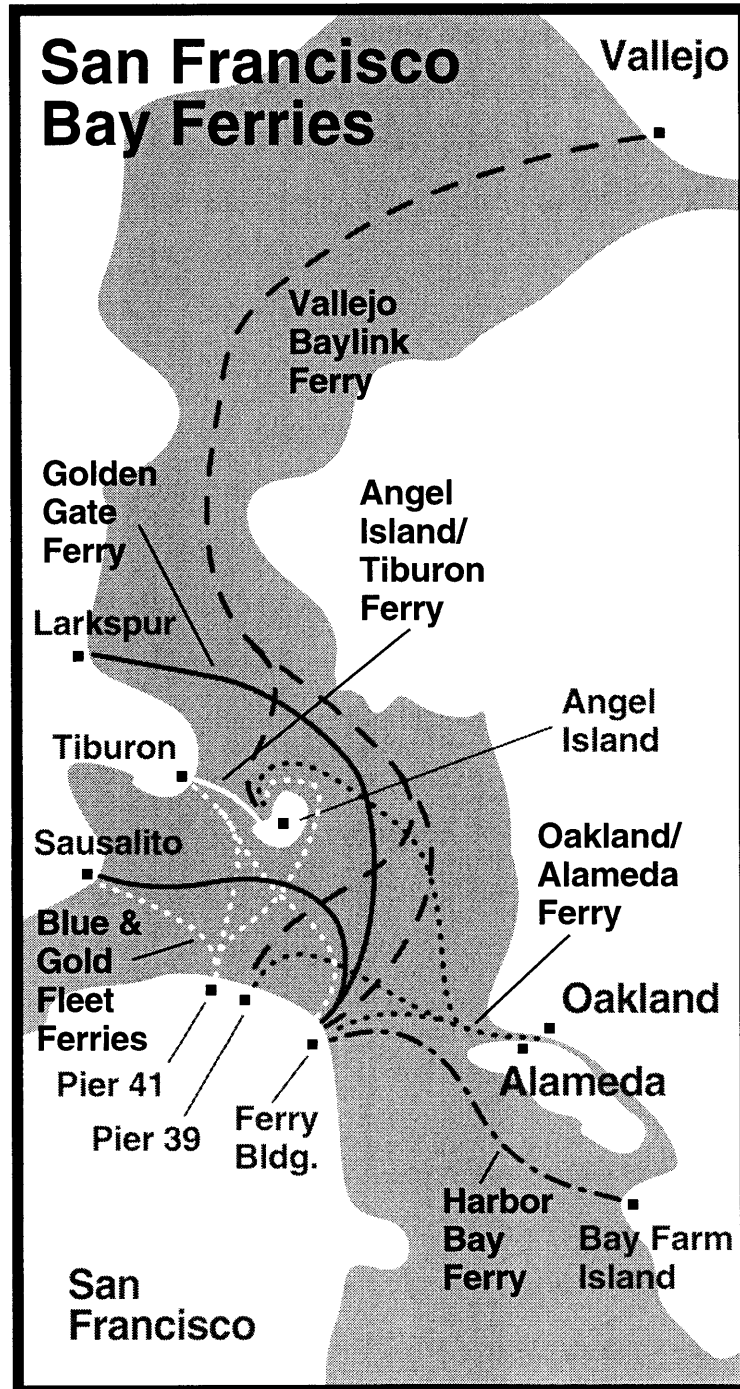 San Francisco
Bay Ferries
Vallejo
Vallejo
Baylink
Ferry
Golden
Gate
Ferry
Angel
Island/
Tiburon
Ferry
Larkspur
Angel
Island
Tiburon
Sausalito
Oakland/
Alameda
Ferry
Blue &
Gold
Fleet
Ferries
Oakland
Alameda
Pier 41
Pier 39
Ferry
Bldg.
Harbor
Bay
Ferry
Bay Farm
Island
San
Francisco